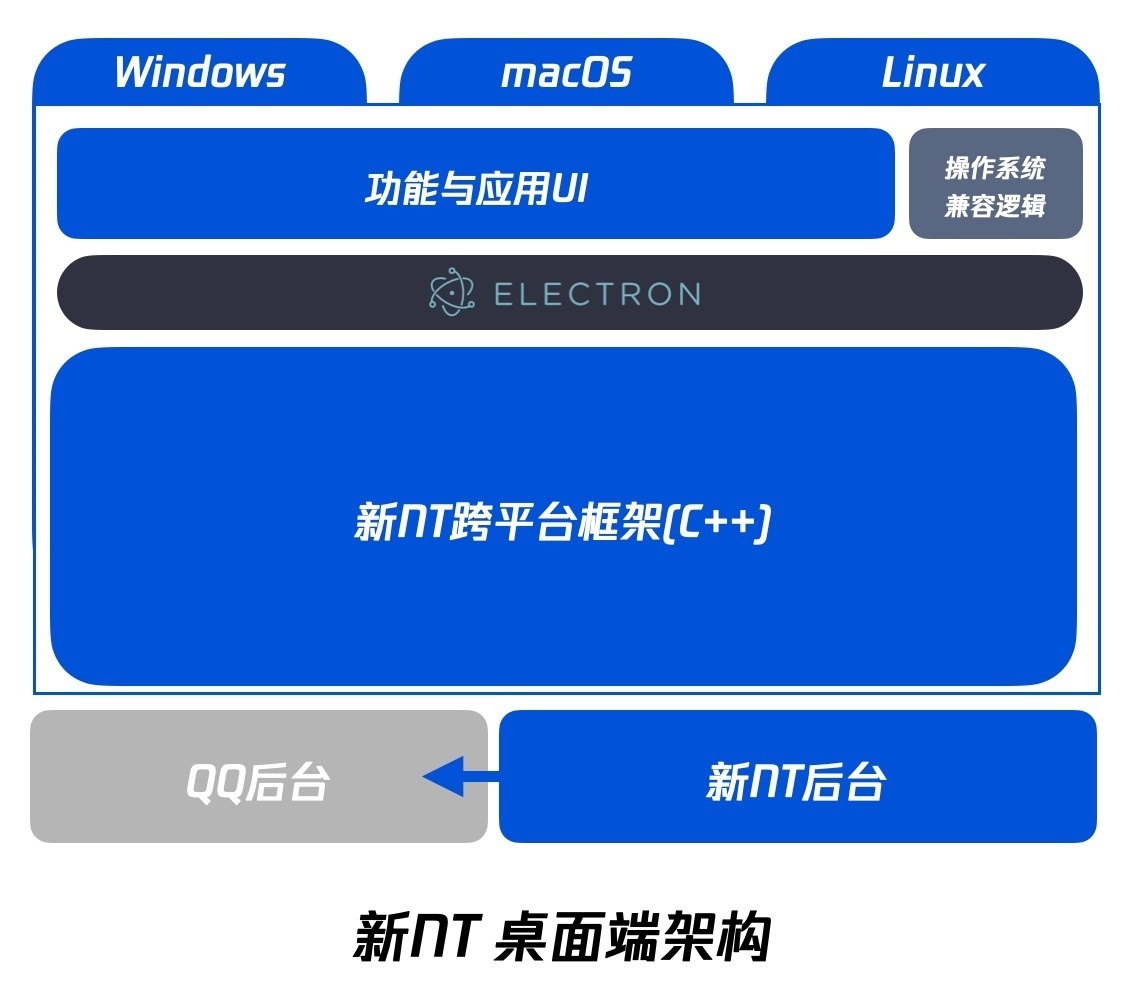 Windows
macOS
Linux
功能与应用UI
操作系统
兼容逻辑
ELECTRON
新NT跨平台框架(C++)
QQ后台
新NT后台
新NT 桌面端架构